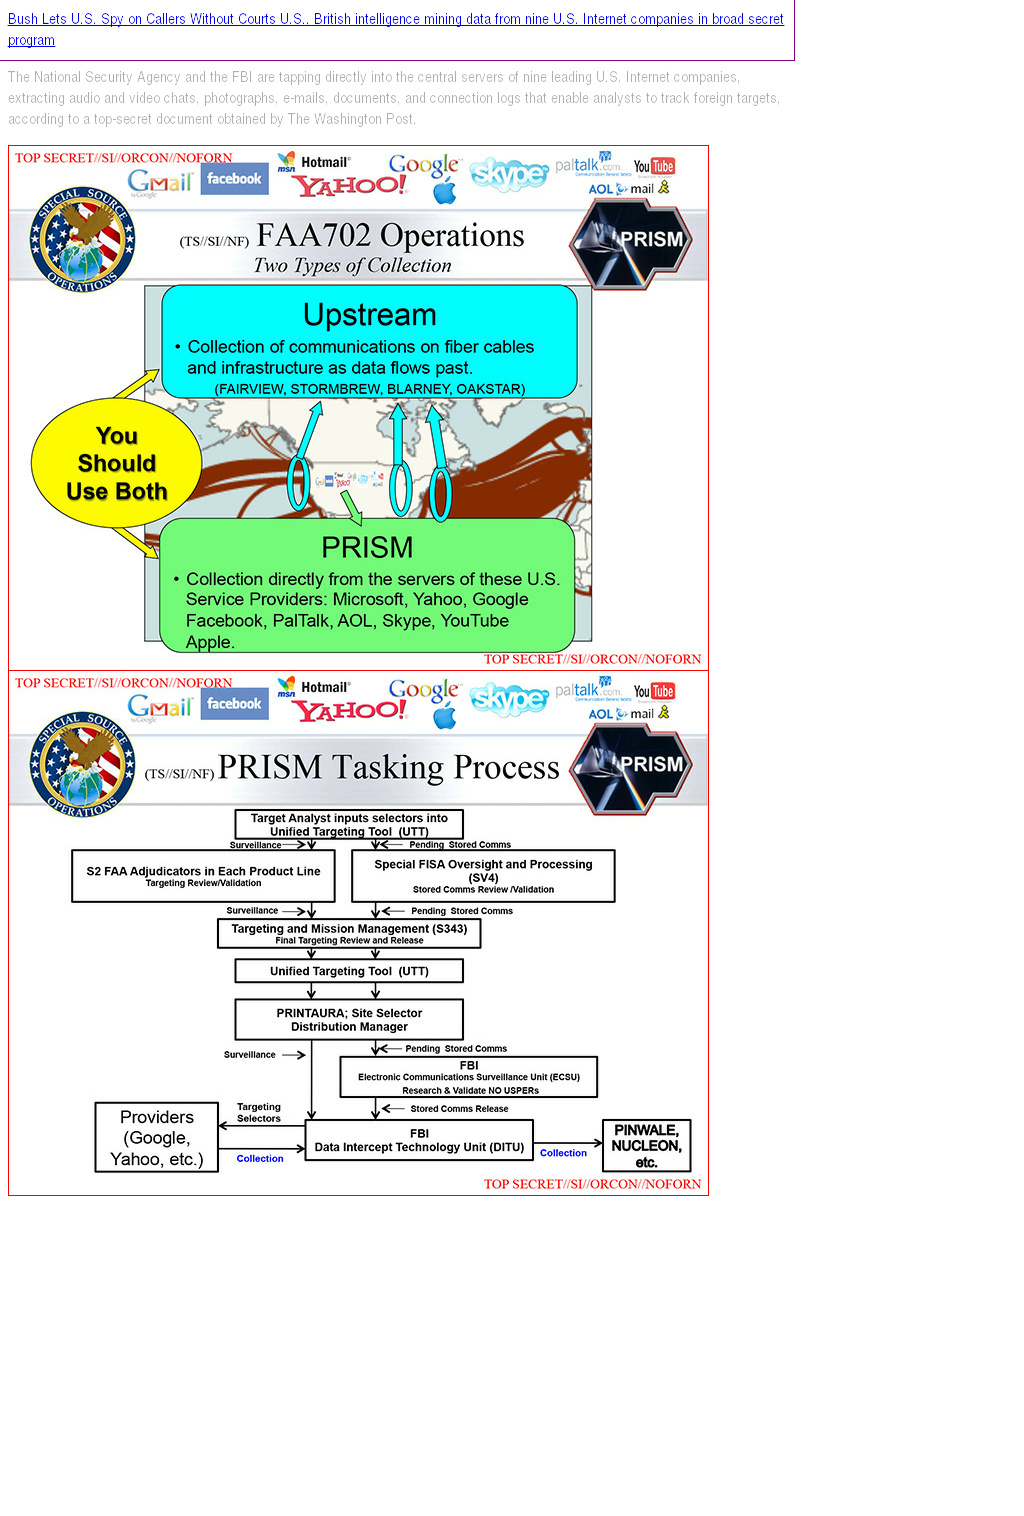 Bush Lets U.S. Spy on Callers Without Courts U.S., British intelligence mining data from nine U.S. Internet companies in broad secret
program
The National Security Agency and the FBI are tapping directly into the central servers of nine leading U.S. Internet companies,
extracting audio and video chats, photographs, e-mails, documents, and connection logs that enable analysts to track foreign targets,
according to a top-secret document obtained by The Washington Post.
TOP SECRET//SI//ORCON//NOFORN
Gmail
by Google
facebook
msn
Hotmail
YAHOO!
Google
skype
paltalk.com
YouTube
AOL mail
SPECIAL SOURCE OPERATIONS
(TS//SI//NF) FAA702 Operations
Two Types of Collection
PRISM
Upstream
• Collection of communications on fiber cables
and infrastructure as data flows past.
(FAIRVIEW, STORMBREW, BLARNEY, OAKSTAR)
You
Should
Use Both
PRISM
• Collection directly from the servers of these U.S.
Service Providers: Microsoft, Yahoo, Google
Facebook, PalTalk, AOL, Skype, YouTube
Apple.
TOP SECRET//SI//ORCON//NOFORN
TOP SECRET//SI//ORCON//NOFORN
Gmail
by Google
facebook
msn
Hotmail
YAHOO!
Google
skype
paltalk.com
YouTube
AOL mail
SPECIAL SOURCE OPERATIONS
(TS//SI//NF) PRISM Tasking Process
PRISM
Target Analyst inputs selectors into
Unified Targeting Tool (UTT)
Surveillance
Pending Stored Comms
S2 FAA Adjudicators in Each Product Line
Targeting Review/Validation
Special FISA Oversight and Processing
(SV4)
Stored Comms Review /Validation
Surveillance
Pending Stored Comms
Targeting and Mission Management (S343)
Final Targeting Review and Release
Unified Targeting Tool (UTT)
PRINTAURA; Site Selector
Distribution Manager
Surveillance
Pending Stored Comms
FBI
Electronic Communications Surveillance Unit (ECSU)
Research & Validate NO USPERs
Stored Comms Release
Providers
(Google,
Yahoo, etc.)
Targeting
Selectors
Collection
FBI
Data Intercept Technology Unit (DITU)
Collection
PINWALE,
NUCLEON,
etc.
TOP SECRET//SI//ORCON//NOFORN